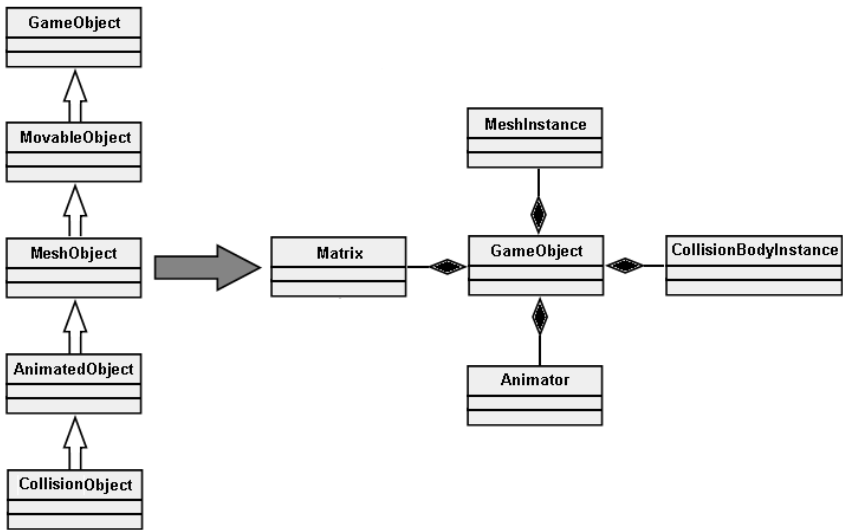 GameObject
MovableObject
MeshObject
AnimatedObject
CollisionObject
MeshInstance
Matrix
GameObject
CollisionBodyInstance
Animator